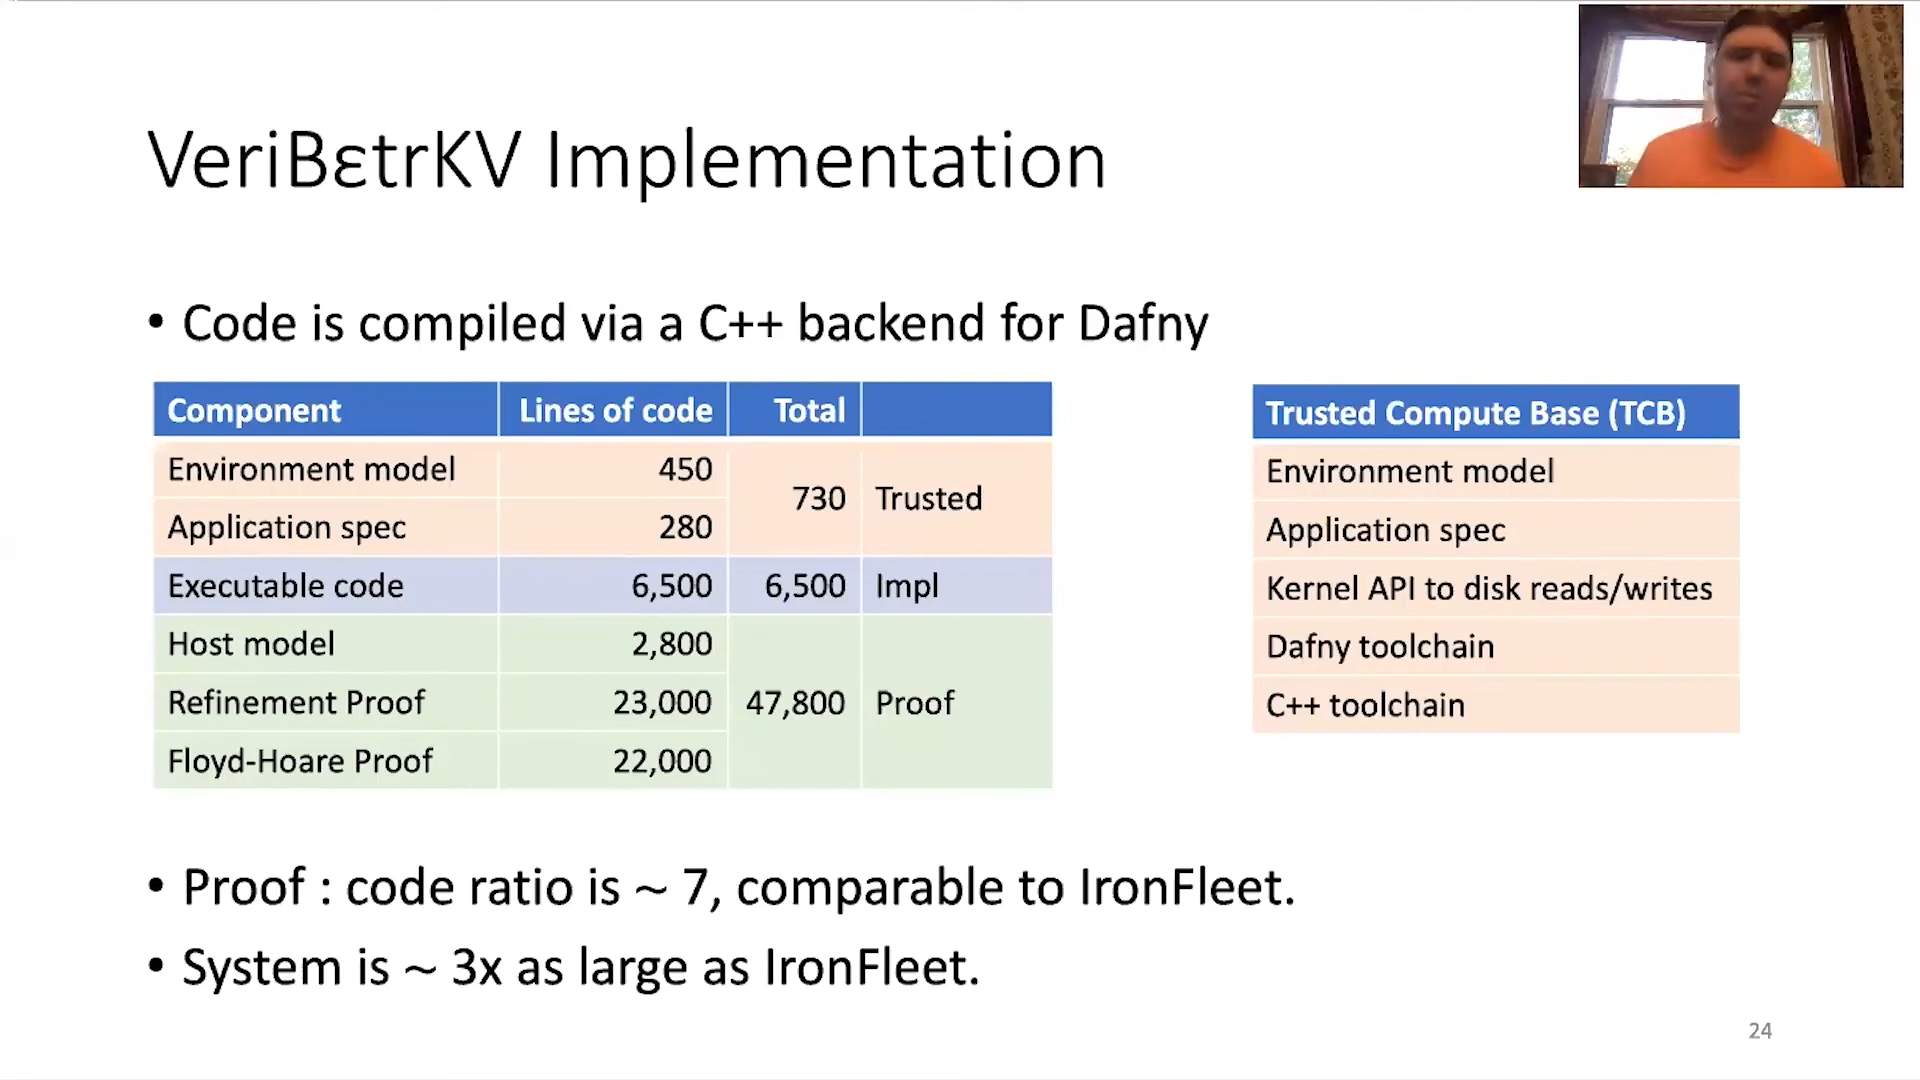 VeriBεtrKV Implementation
• Code is compiled via a C++ backend for Dafny
Component Lines of code Total
Environment model 450
730 Trusted
Application spec 280
Executable code 6,500 6,500 Impl
Host model 2,800
Refinement Proof 23,000 47,800 Proof
Floyd-Hoare Proof 22,000
Trusted Compute Base (TCB)
Environment model
Application spec
Kernel API to disk reads/writes
Dafny toolchain
C++ toolchain
• Proof : code ratio is ~ 7, comparable to IronFleet.
• System is ~ 3x as large as IronFleet.
24